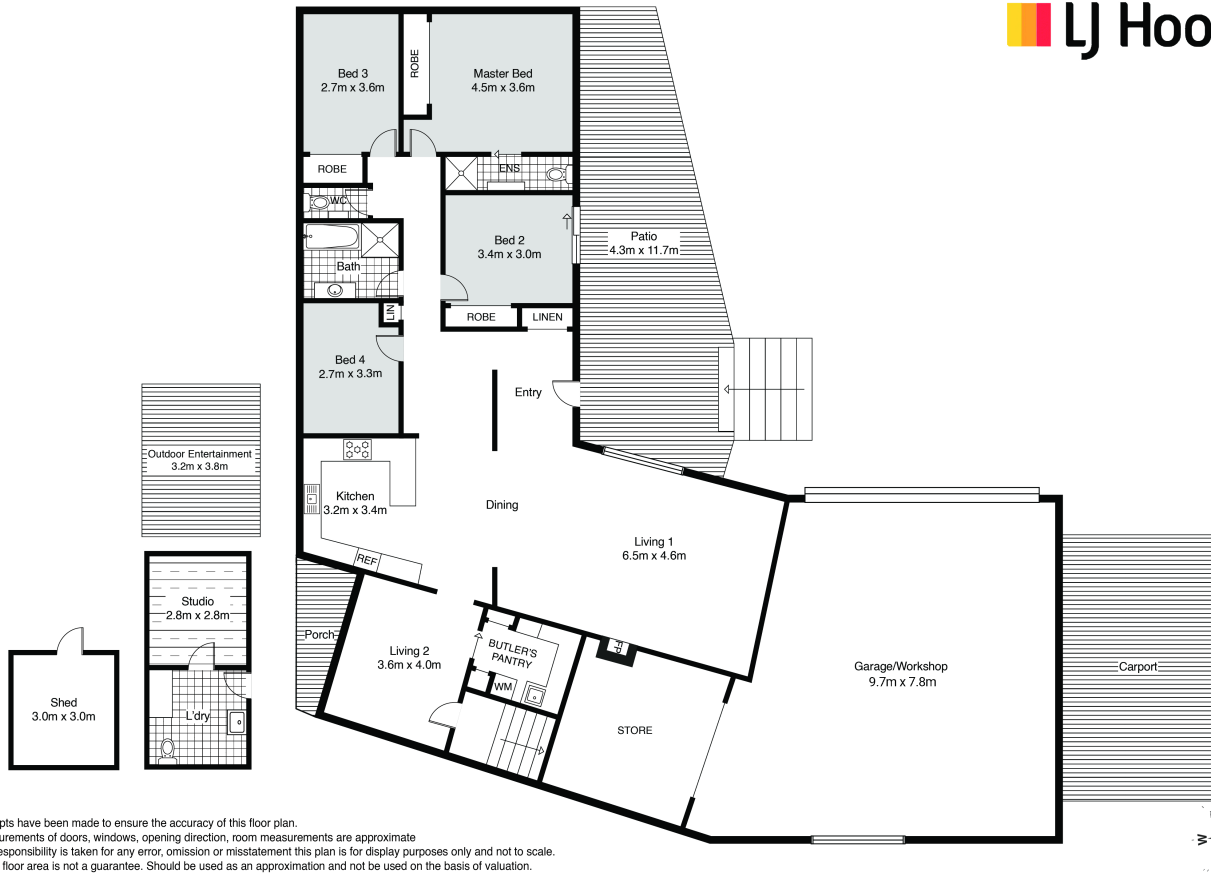 LJ Hoo
Bed 3
2.7m x 3.6m
ROBE
Master Bed
4.5m x 3.6m
ROBE
ENS
WC
Bed 2
3.4m x 3.0m
Patio
4.3m x 11.7m
Bath
LIN
ROBE
LINEN
Bed 4
2.7m x 3.3m
Entry
Outdoor Entertainment
3.2m x 3.8m
Kitchen
3.2m x 3.4m
Dining
REF
Living 1
6.5m x 4.6m
Studio
2.8m x 2.8m
Porch
Living 2
3.6m x 4.0m
BUTLER'S
PANTRY
WM
FP
Garage/Workshop
9.7m x 7.8m
Carport
Shed
3.0m x 3.0m
L'dry
STORE
pts have been made to ensure the accuracy of this floor plan.
urements of doors, windows, opening direction, room measurements are approximate
esponsibility is taken for any error, omission or misstatement this plan is for display purposes only and not to scale.
floor area is not a guarantee. Should be used as an approximation and not be used on the basis of valuation.
W